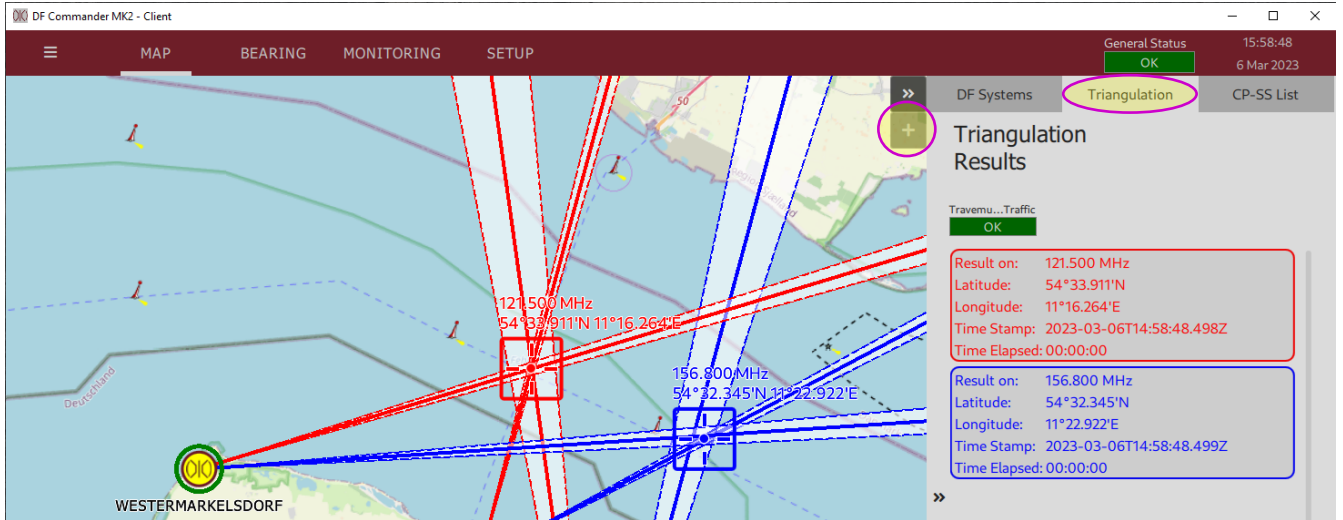 DF Commander MK2 - Client
MAP BEARING MONITORING SETUP
General Status
OK
15:58:48
6 Mar 2023
DF Systems Triangulation CP-SS List
Triangulation
Results
Travemu...Traffic
OK
Result on: 121.500 MHz
Latitude: 54°33.911'N
Longitude: 11°16.264'E
Time Stamp: 2023-03-06T14:58:48.498Z
Time Elapsed: 00:00:00
Result on: 156.800 MHz
Latitude: 54°32.345'N
Longitude: 11°22.922'E
Time Stamp: 2023-03-06T14:58:48.499Z
Time Elapsed: 00:00:00
50
121.500 MHz
54°33.911'N 11°16.264'E
156.800 MHz
54°32.345'N 11°22.922'E
Deutschland
WESTERMARKELSDORF